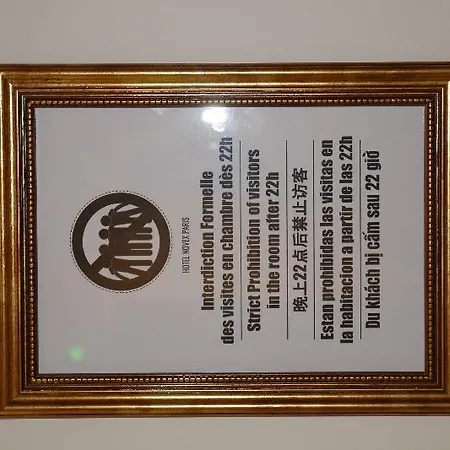 HOTEL NOVEX PARIS
Interdiction Formelle
des visites en chambre dès 22h
Strict Prohibition of visitors
in the room after 22h
晚上22点后禁止访客
Estan prohibidas las visitas en
la habitacion a partir de las 22h
Du Khách bị cấm sau 22 giờ